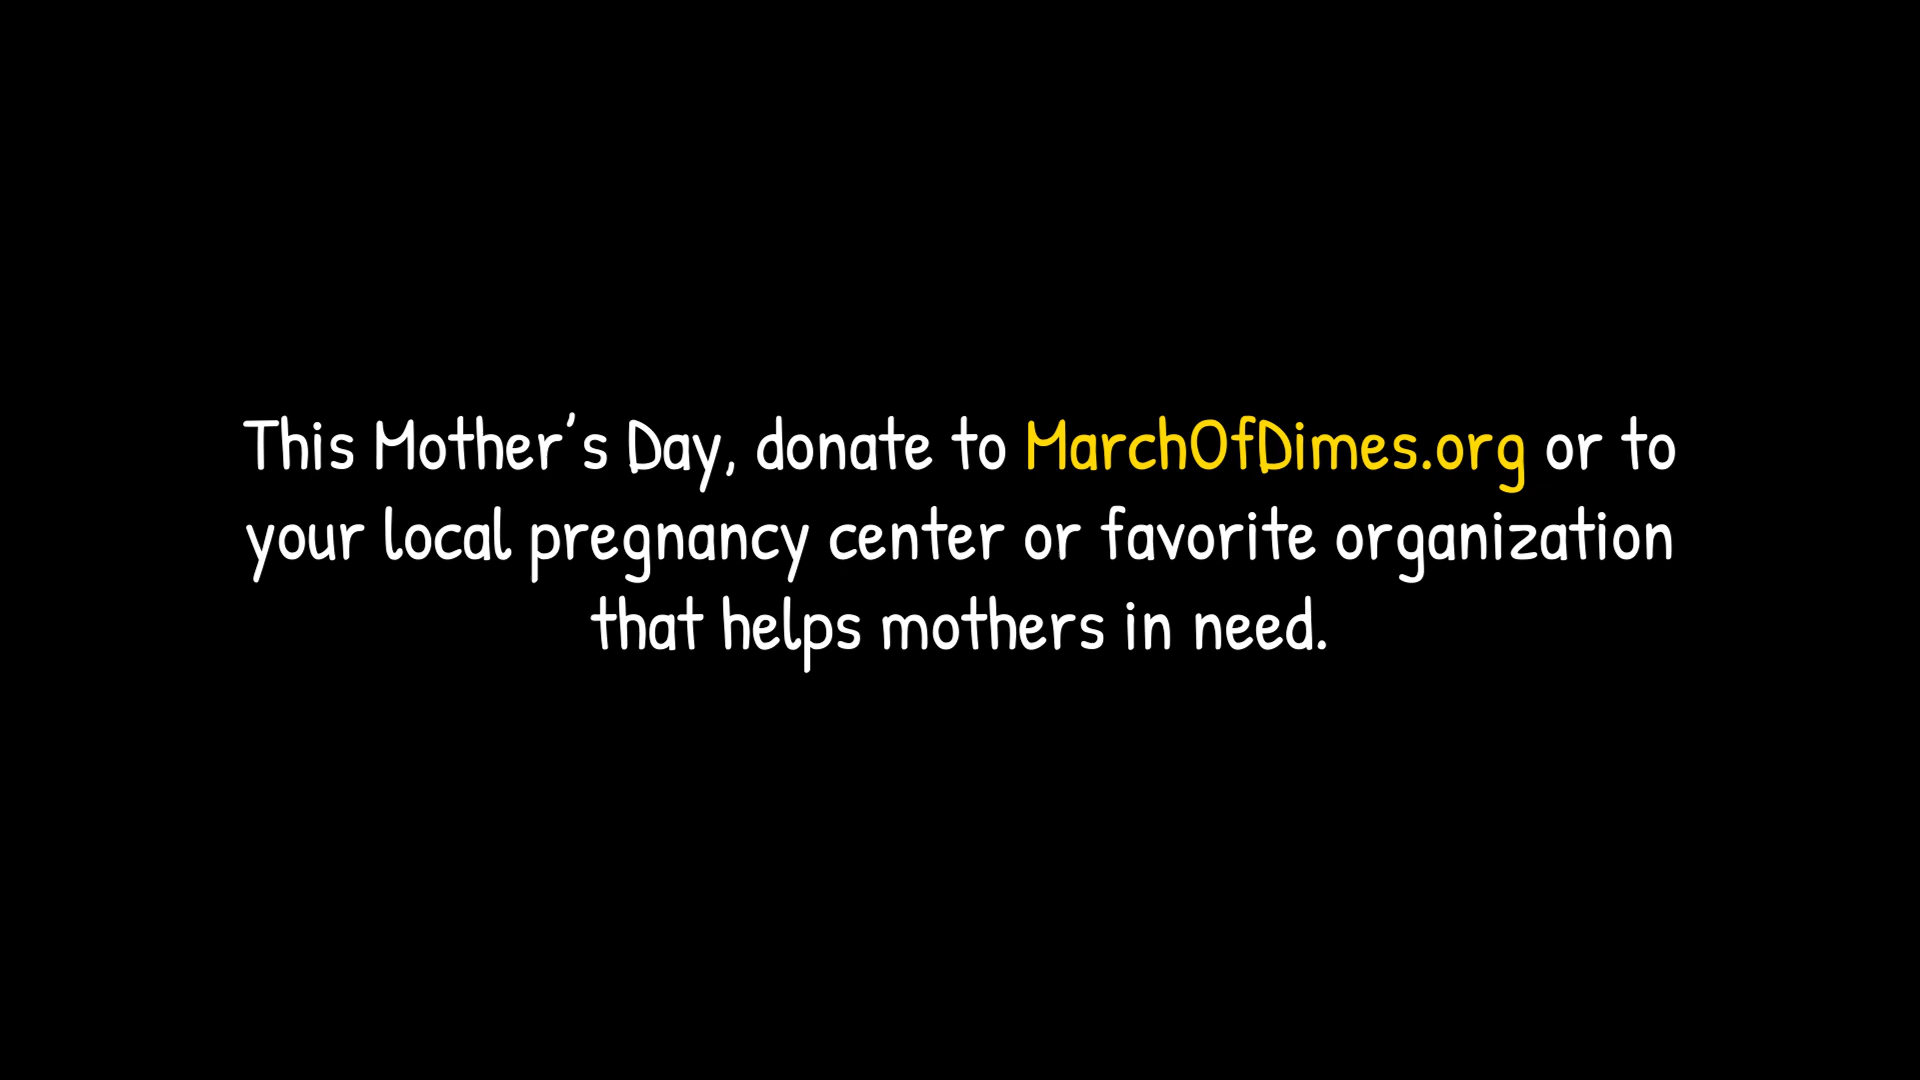 This Mother's Day, donate to MarchOfDimes.org or to
your local pregnancy center or favorite organization
that helps mothers in need.